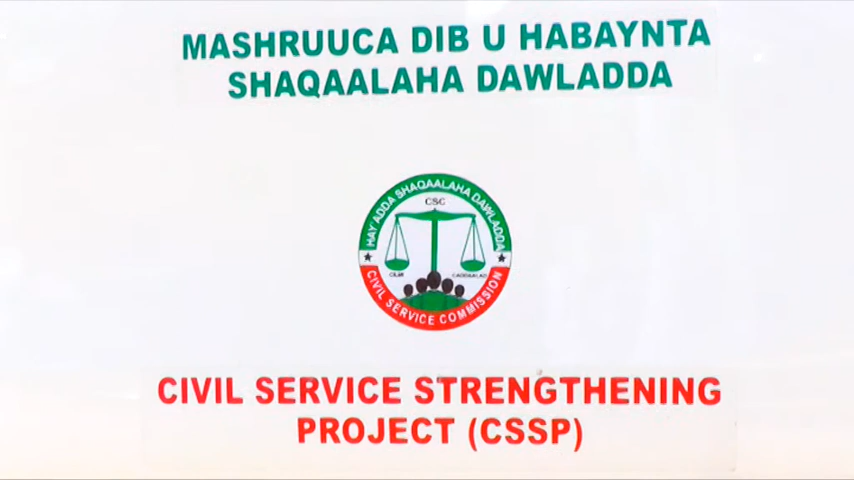 MASHRUUCA DIB U HABAYNTA
SHAQAALAHA DAWLADDA
HAY'ADDA SHAQAALAHA DAWLADDA
CSC
CILMI
CADDAALAD
CIVIL SERVICE COMMISSION
CIVIL SERVICE STRENGTHENING
PROJECT (CSSP)